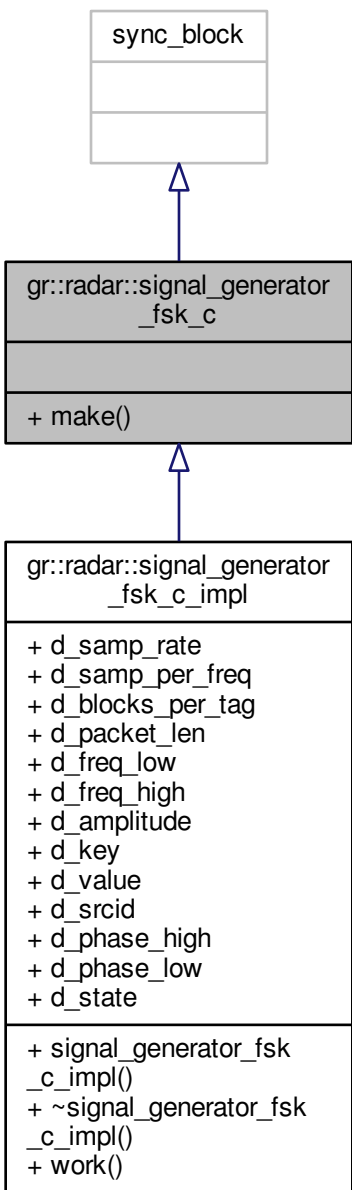 sync_block
gr::radar::signal_generator
_fsk_c
+ make()
gr::radar::signal_generator
_fsk_c_impl
+ d_samp_rate
+ d_samp_per_freq
+ d_blocks_per_tag
+ d_packet_len
+ d_freq_low
+ d_freq_high
+ d_amplitude
+ d_key
+ d_value
+ d_srcid
+ d_phase_high
+ d_phase_low
+ d_state
+ signal_generator_fsk
_c_impl()
+ ~signal_generator_fsk
_c_impl()
+ work()